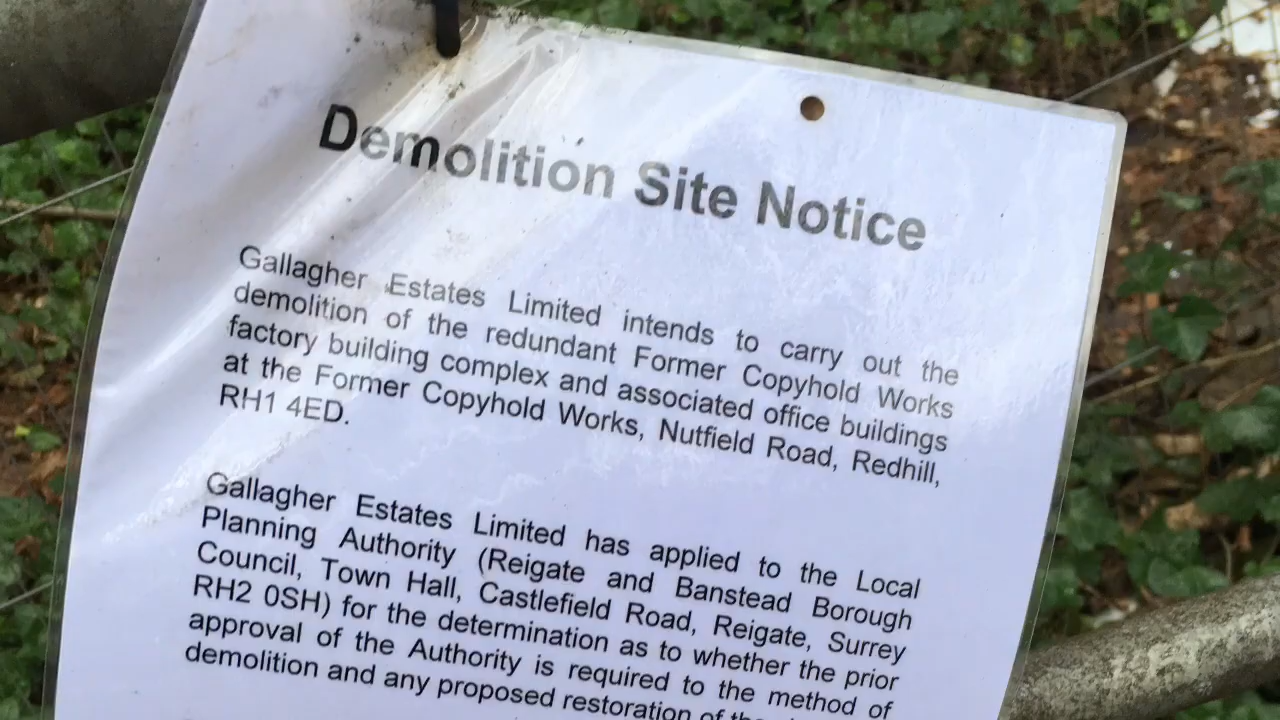 Demolition Site Notice
Gallagher Estates Limited intends to carry out the
demolition of the redundant Former Copyhold Works
factory building complex and associated office buildings
at the Former Copyhold Works, Nutfield Road, Redhill,
RH1 4ED.
Gallagher Estates Limited has applied to the Local
Planning Authority (Reigate and Banstead Borough
Council, Town Hall, Castlefield Road, Reigate, Surrey
RH2 0SH) for the determination as to whether the prior
approval of the Authority is required to the method of
demolition and any proposed restoration of